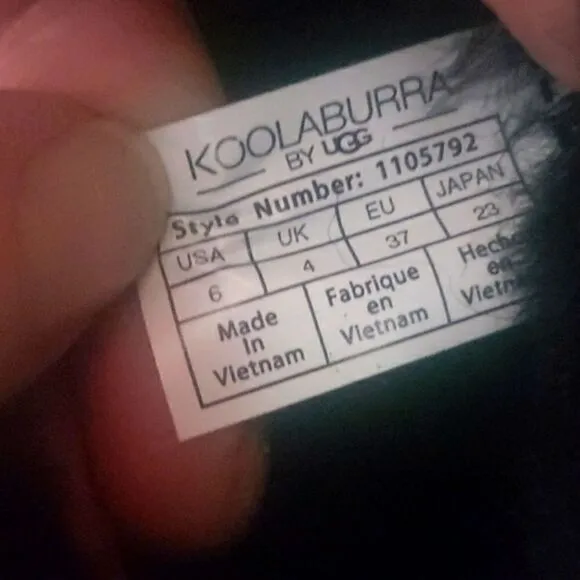 KOOLABURRA
BY UGG
Style Number: 1105792
USA UK EU JAPAN
6 4 37 23
Made Fabrique Hecho
In en en
Vietnam Vietnam